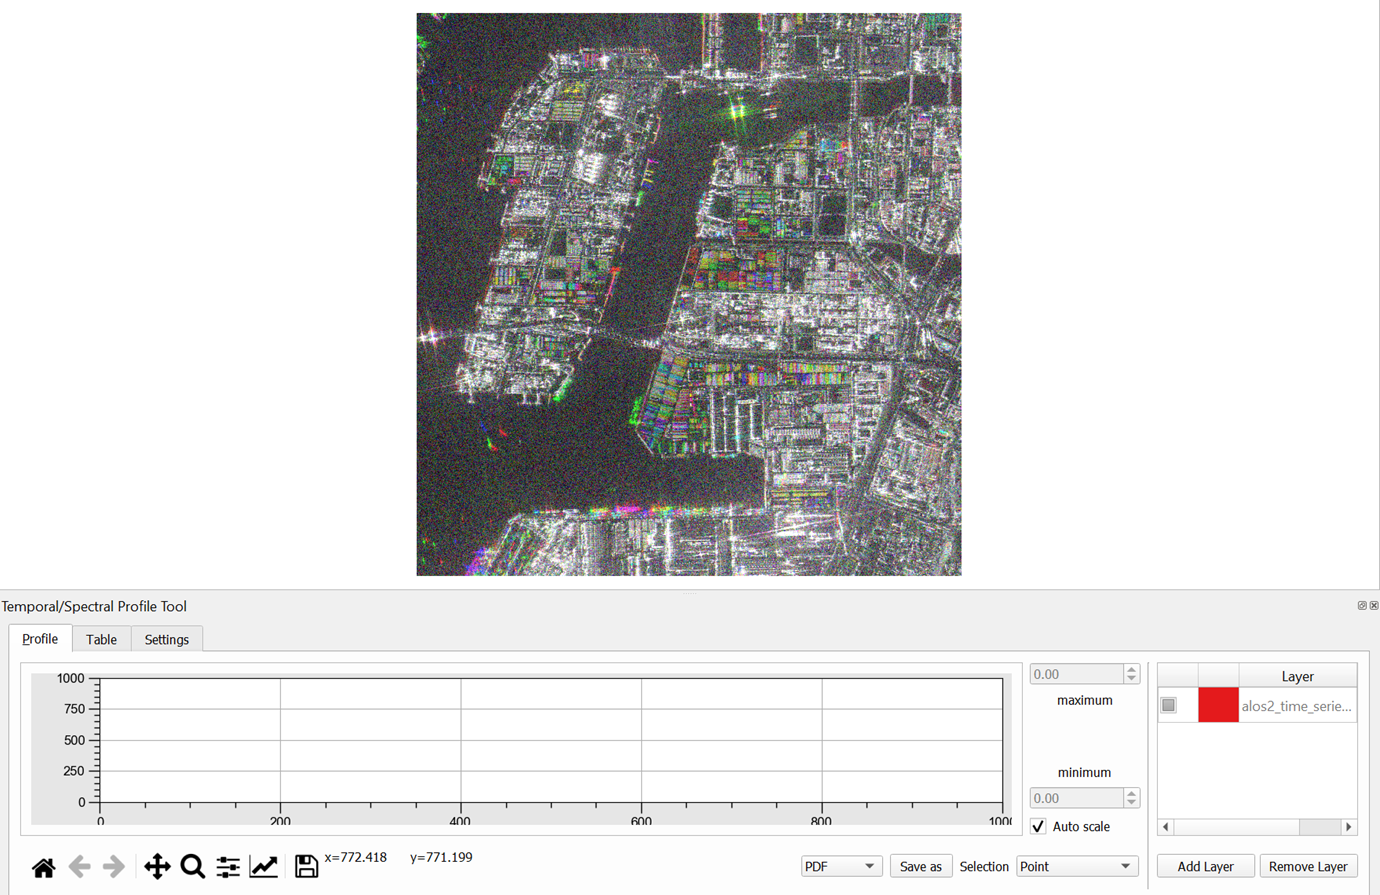 Temporal/Spectral Profile Tool
Profile Table Settings
1000
750
500
250
0
0 200 400 600 800 1000
0.00
maximum
minimum
0.00
Auto scale
Layer
alos2_time_serie...
x=772.418 y=771.199
PDF Save as Selection Point
Add Layer Remove Layer